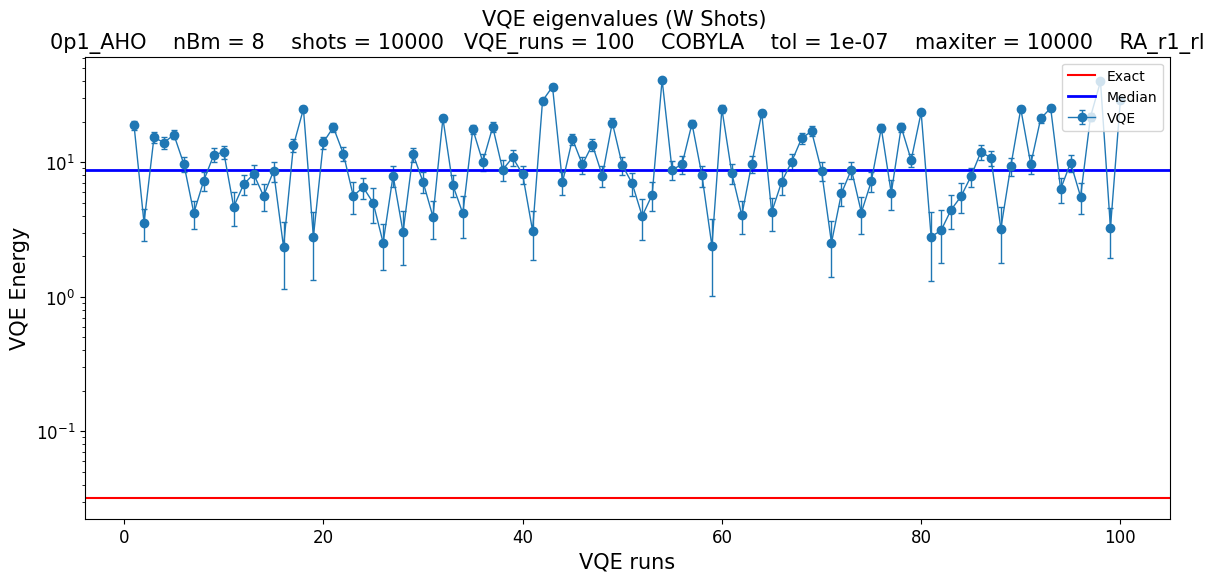 VQE eigenvalues (W Shots)
0p1_AHO    nBm = 8    shots = 10000   VQE_runs = 100    COBYLA    tol = 1e-07    maxiter = 10000    RA_r1_rl
Exact
Median
VQE
VQE Energy
10¹
10⁰
10⁻¹
0 20 40 60 80 100
VQE runs